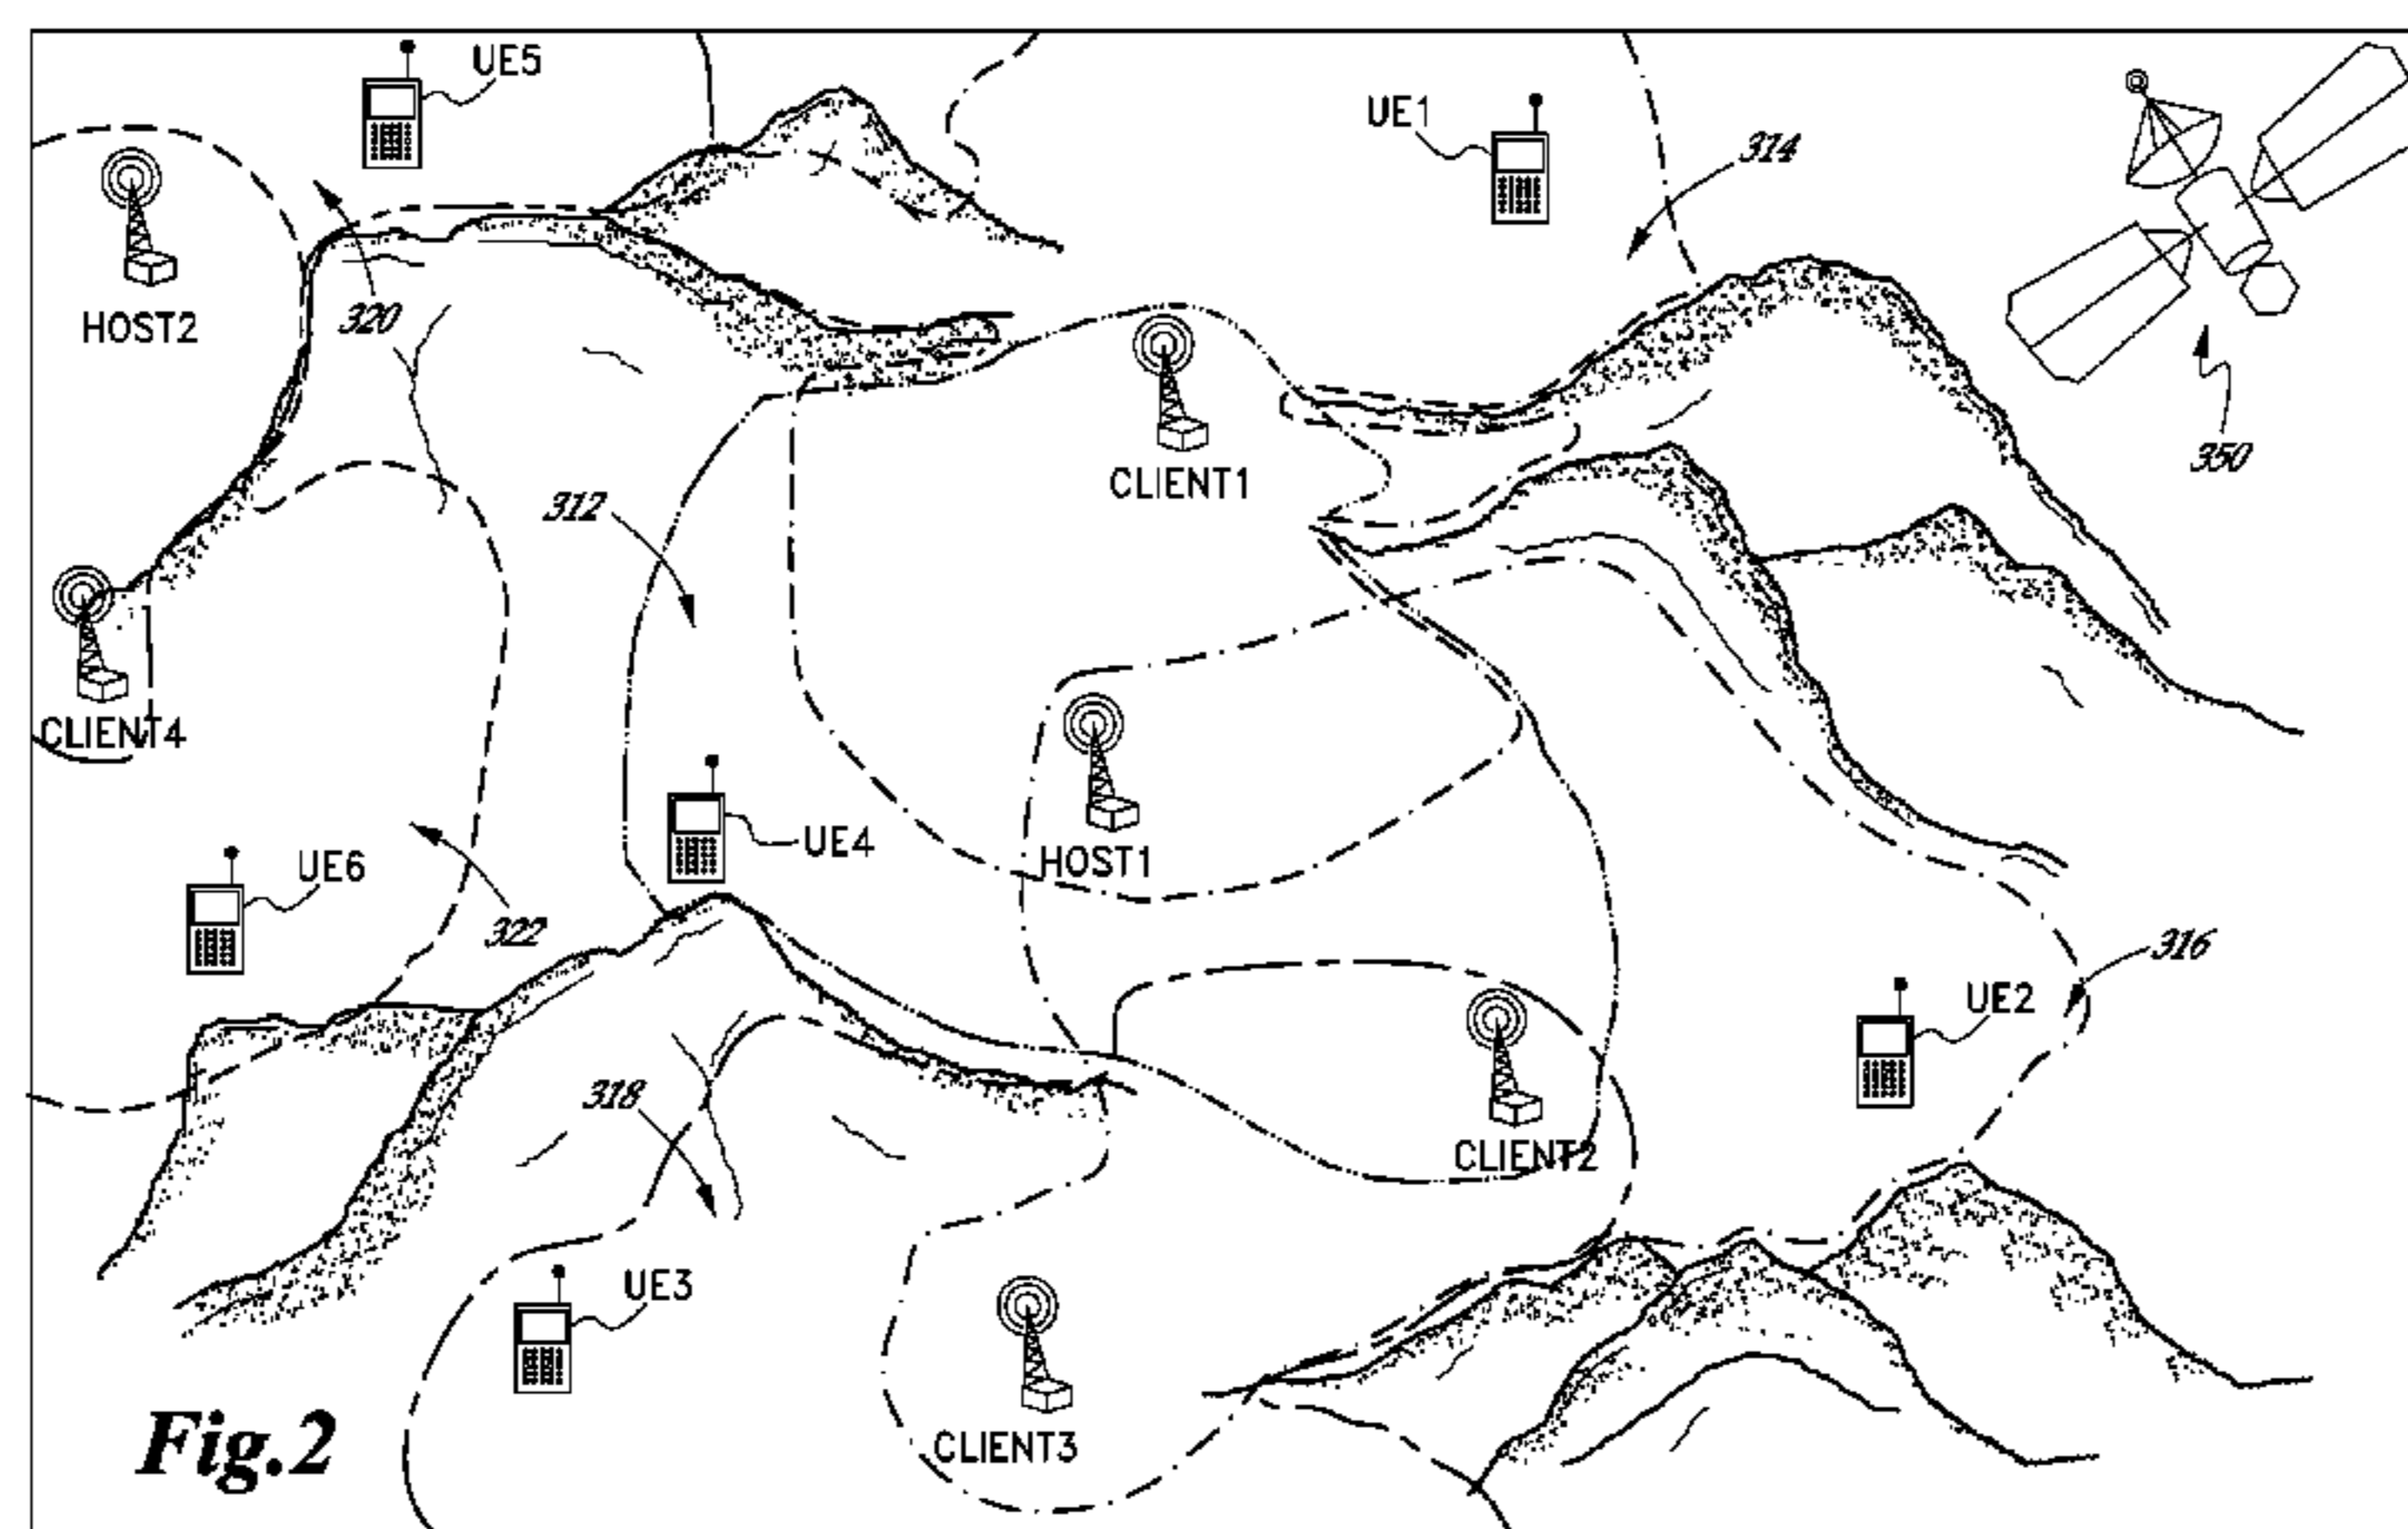 UE5
UE1
314
HOST2
320
350
CLIENT1
312
CLIENT4
UE4
HOST1
UE6
322
316
UE2
318
CLIENT2
UE3
CLIENT3
Fig.2